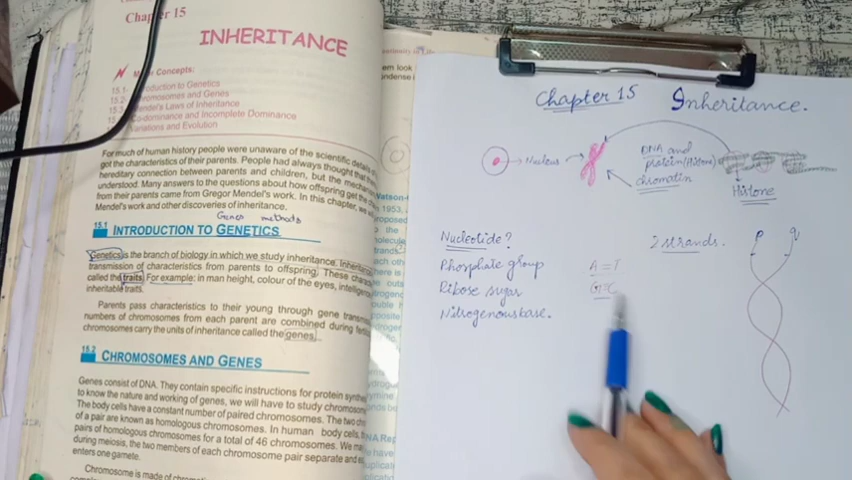 Chapter 15
INHERITANCE
Major Concepts:
15.1 Introduction to Genetics
15.2 Chromosomes and Genes
15.3 Mendel's Laws of Inheritance
Co-dominance and Incomplete Dominance
Variations and Evolution
For much of human history people were unaware of the scientific details of
got the characteristics of their parents. People had always thought that
hereditary connection between parents and children, but the mechanism
understood. Many answers to the questions about how offspring get the
from their parents came from Gregor Mendel's work. In this chapter, we
Mendel's work and other discoveries of inheritance.
15.1 INTRODUCTION TO GENETICS
Genetics is the branch of biology in which we study inheritance. Inheritance
transmission of characteristics from parents to offspring. These
called the traits. For example: in man height, colour of the eyes, intelligence
inheritable traits.
Parents pass characteristics to their young through gene
numbers of chromosomes from each parent are combined during
chromosomes carry the units of inheritance called the genes.
15.2 CHROMOSOMES AND GENES
Genes consist of DNA. They contain specific instructions for protein
to know the nature and working of genes, we will have to study
The body cells have a constant number of paired chromosomes. The two
of a pair are known as homologous chromosomes. In human body cells,
pairs of homologous chromosomes for a total of 46 chromosomes. We
during meiosis, the two members of each chromosome pair separate and
enters one gamete.
Chromosome is made of
em look
Chapter 15 Inheritance.
Nucleus
DNA and
protein (Histone)
chromatin
Histone
Nucleotide?
Phosphate group
Ribose sugar
Nitrogenous base.
A=T
G≡C
2 strands.